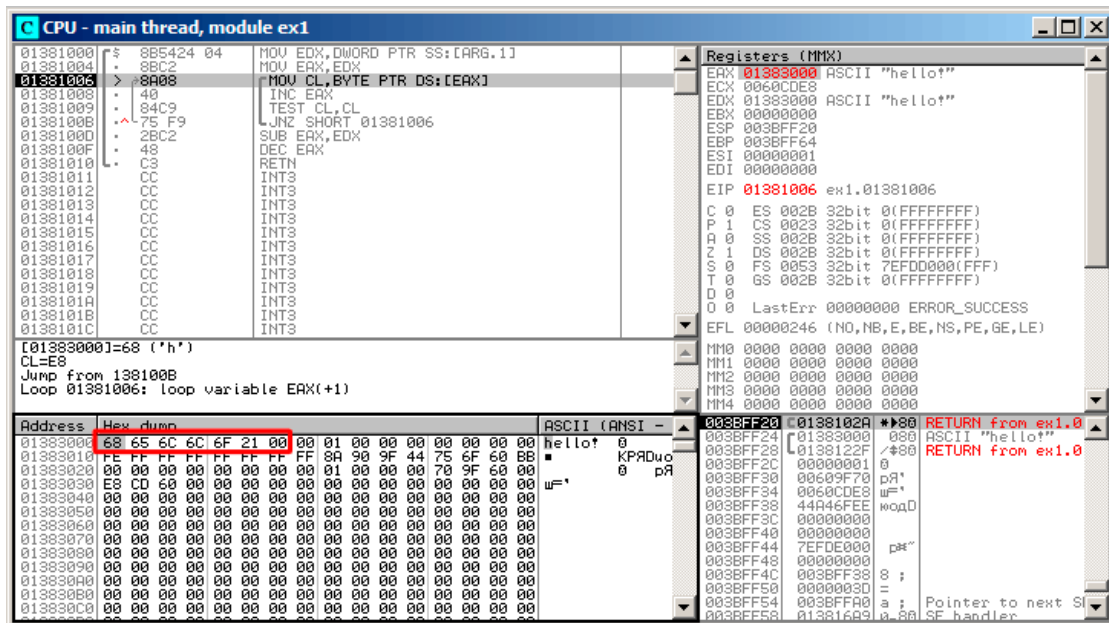 C CPU - main thread, module ex1
01381000 $ 8B5424 04 MOV EDX,DWORD PTR SS:[ARG.1]
01381004 . 8BC2 MOV EAX,EDX
01381006 > 8A08 MOV CL,BYTE PTR DS:[EAX]
01381008 . 40 INC EAX
01381009 . 84C9 TEST CL,CL
0138100B .^ 75 F9 JNZ SHORT 01381006
0138100D . 2BC2 SUB EAX,EDX
0138100F . 48 DEC EAX
01381010 . C3 RETN
01381011 CC INT3
01381012 CC INT3
01381013 CC INT3
01381014 CC INT3
01381015 CC INT3
01381016 CC INT3
01381017 CC INT3
01381018 CC INT3
01381019 CC INT3
0138101A CC INT3
0138101B CC INT3
0138101C CC INT3
[01383000]=68 ('h')
CL=E8
Jump from 138100B
Loop 01381006: loop variable EAX(+1)
Registers (MMX)
EAX 01383000 ASCII "hello!"
ECX 0060CDE8
EDX 01383000 ASCII "hello!"
EBX 00000000
ESP 003BFF20
EBP 003BFF64
ESI 00000001
EDI 00000000
EIP 01381006 ex1.01381006
C 0 ES 002B 32bit 0(FFFFFFFF)
P 1 CS 0023 32bit 0(FFFFFFFF)
A 0 SS 002B 32bit 0(FFFFFFFF)
Z 1 DS 002B 32bit 0(FFFFFFFF)
S 0 FS 0053 32bit 7EFDD000(FFF)
T 0 GS 002B 32bit 0(FFFFFFFF)
D 0
O 0 LastErr 00000000 ERROR_SUCCESS
EFL 00000246 (NO,NB,E,BE,NS,PE,GE,LE)
MM0 0000 0000 0000 0000
MM1 0000 0000 0000 0000
MM2 0000 0000 0000 0000
MM3 0000 0000 0000 0000
MM4 0000 0000 0000 0000
Address Hex dump ASCII (ANSI -
01383000 68 65 6C 6C 6F 21 00 00 01 00 00 00 00 00 00 00 hello! 0
01383010 FE FF FF FF FF FF FF FF 8A 90 9F 44 75 6F 60 BB ■ КРЯDuo
01383020 00 00 00 00 00 00 00 00 01 00 00 00 70 9F 60 00 0 pЯ
01383030 E8 CD 60 00 00 00 00 00 00 00 00 00 00 00 00 00 ш='
01383040 00 00 00 00 00 00 00 00 00 00 00 00 00 00 00 00
01383050 00 00 00 00 00 00 00 00 00 00 00 00 00 00 00 00
01383060 00 00 00 00 00 00 00 00 00 00 00 00 00 00 00 00
01383070 00 00 00 00 00 00 00 00 00 00 00 00 00 00 00 00
01383080 00 00 00 00 00 00 00 00 00 00 00 00 00 00 00 00
01383090 00 00 00 00 00 00 00 00 00 00 00 00 00 00 00 00
013830A0 00 00 00 00 00 00 00 00 00 00 00 00 00 00 00 00
013830B0 00 00 00 00 00 00 00 00 00 00 00 00 00 00 00 00
013830C0 00 00 00 00 00 00 00 00 00 00 00 00 00 00 00 00
003BFF20 0138102A RETURN from ex1.0
003BFF24 01383000 ASCII "hello!"
003BFF28 0138122F RETURN from ex1.0
003BFF2C 00000001
003BFF30 00609F70 pЯ'
003BFF34 0060CDE8 ш='
003BFF38 44A46FEE юoдD
003BFF3C 00000000
003BFF40 00000000
003BFF44 7EFDE000
003BFF48 00000000
003BFF4C 003BFF38 8 ;
003BFF50 0000003D =
003BFF54 003BFFA0 a ; Pointer to next S
003BFF58 013816A9 SE handler